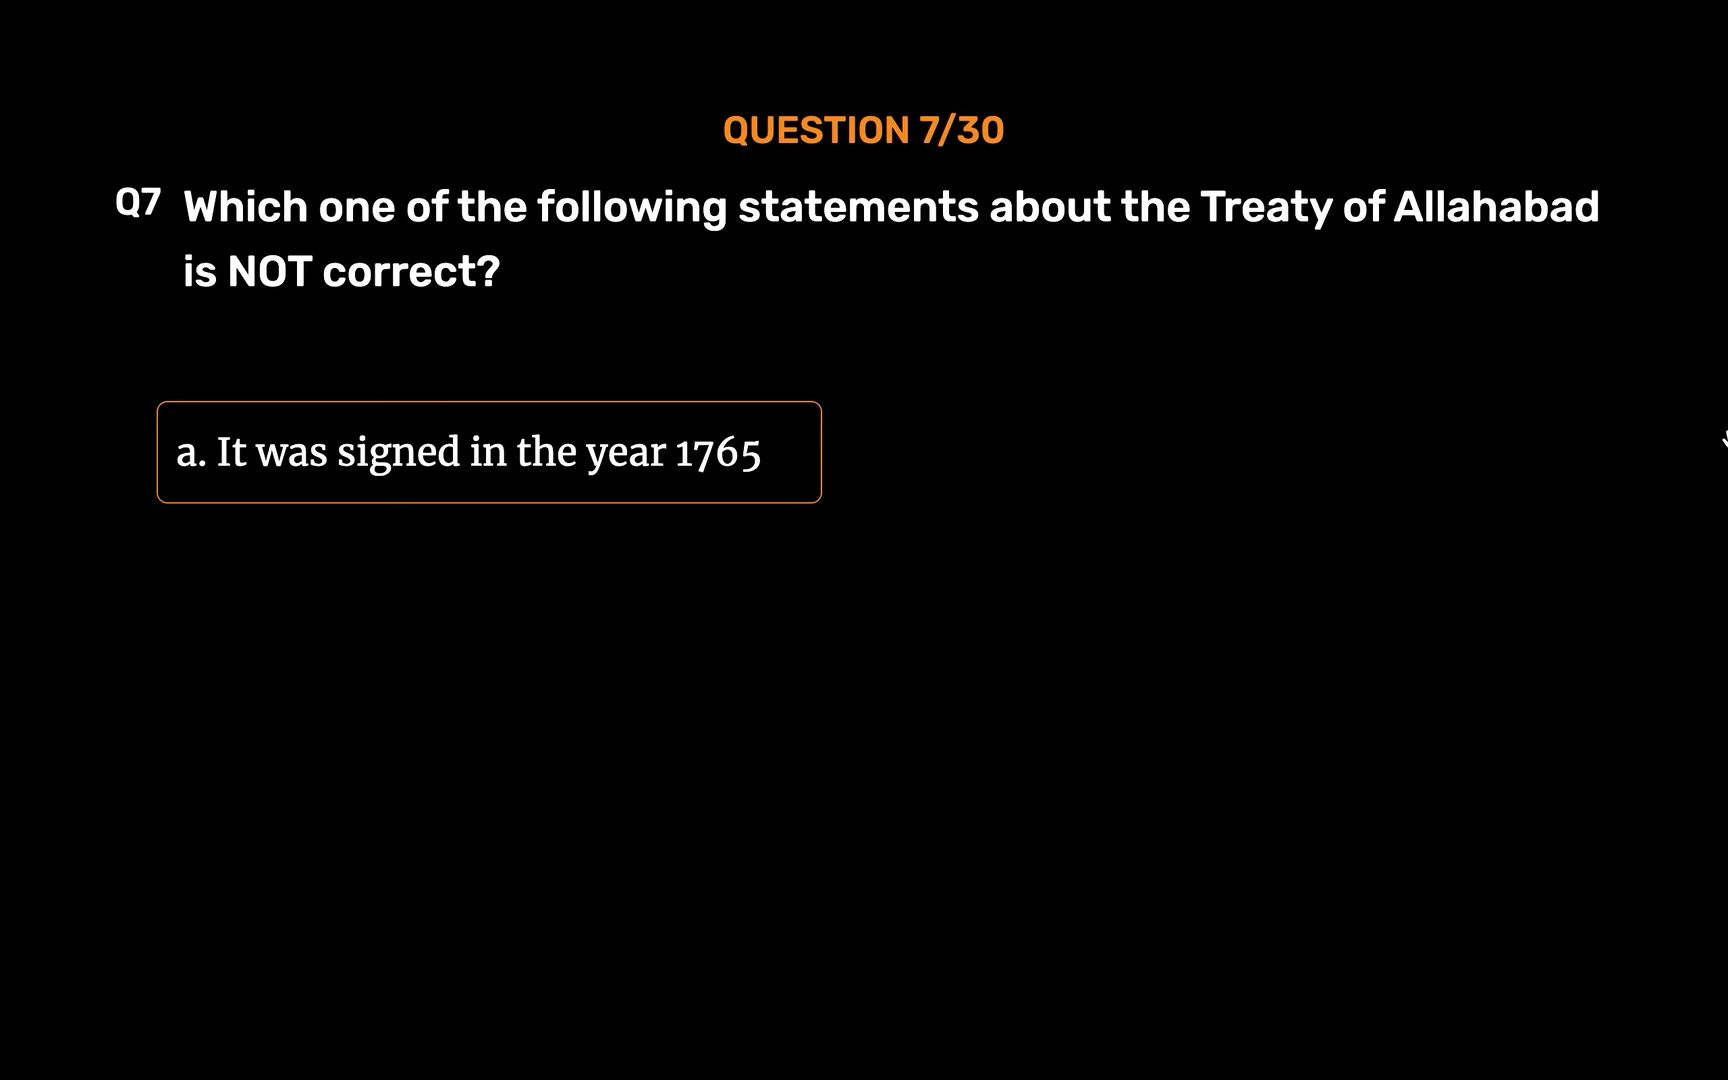 QUESTION 7/30
Q7 Which one of the following statements about the Treaty of Allahabad
is NOT correct?
a. It was signed in the year 1765